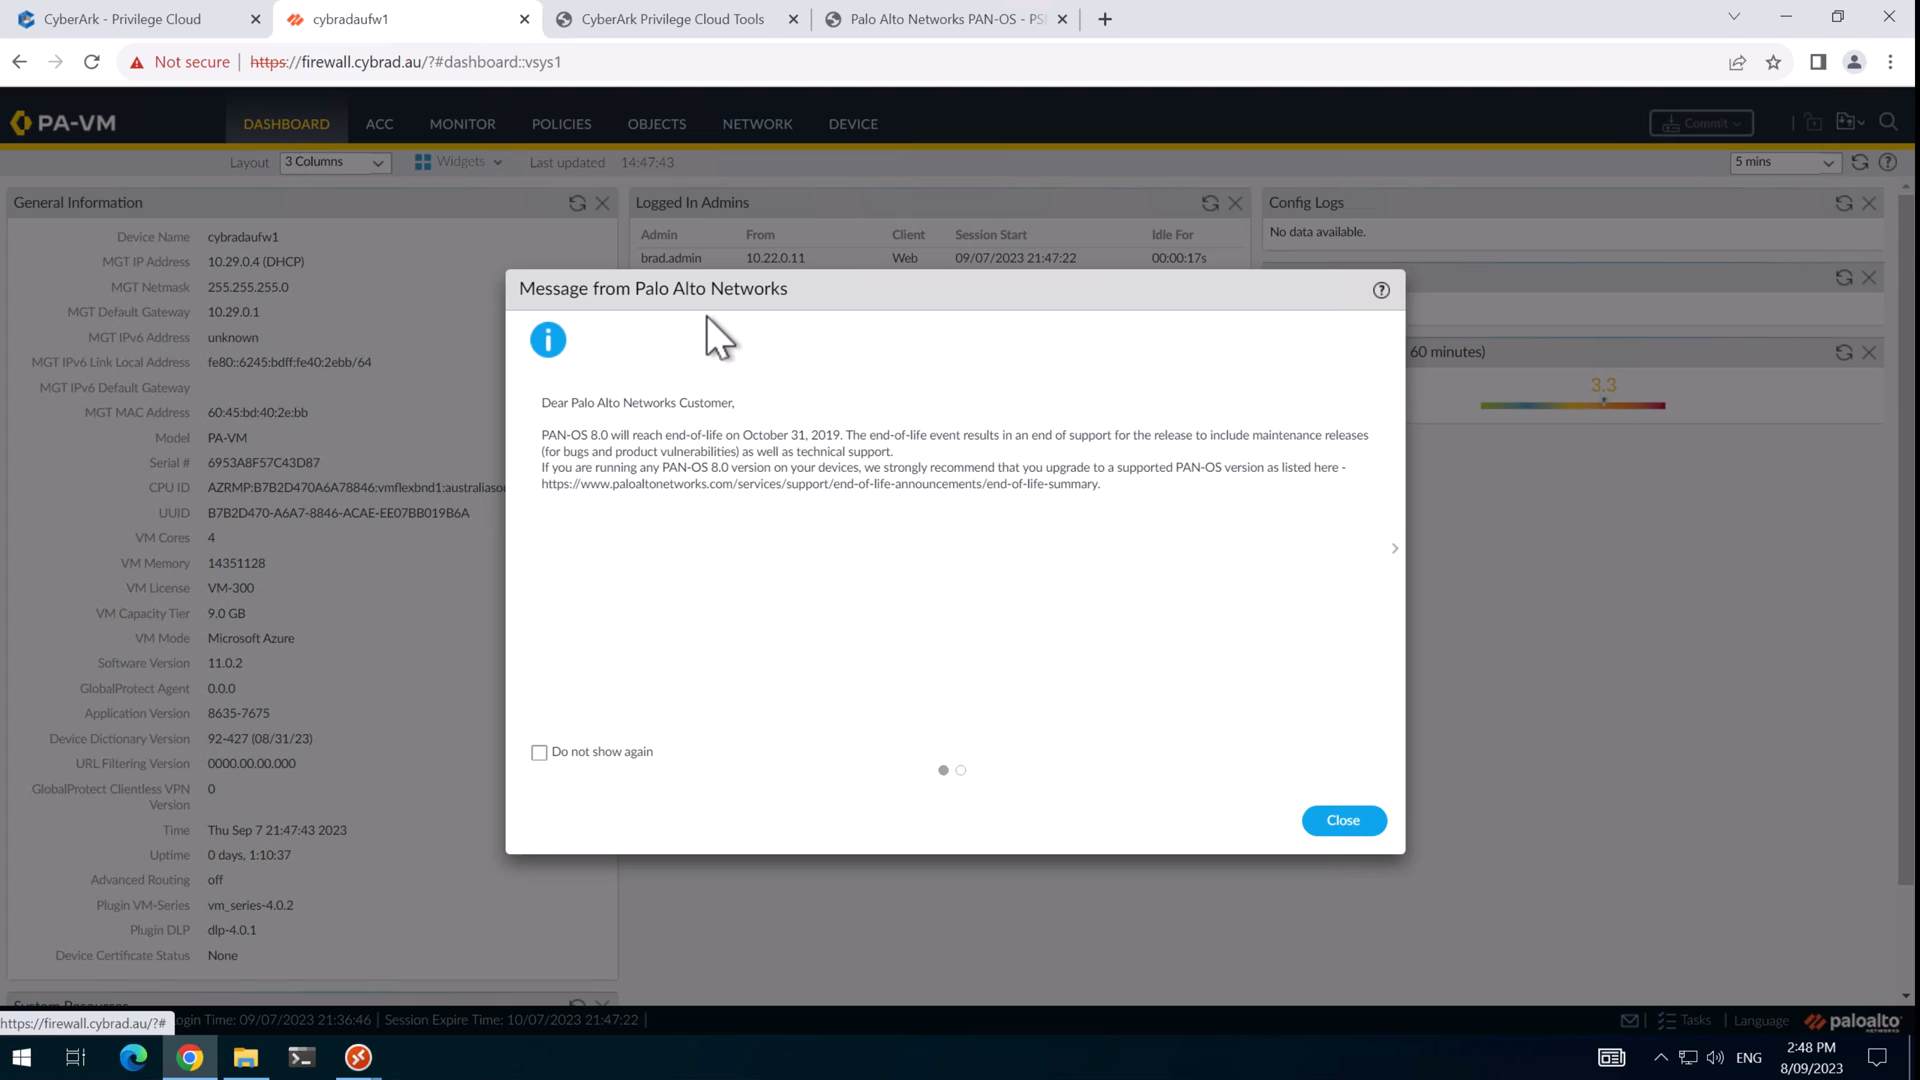 CyberArk - Privilege Cloud
cybradaufw1
CyberArk Privilege Cloud Tools
Palo Alto Networks PAN-OS - PS
Not secure
https://firewall.cybrad.au/?#dashboard::vsys1
PA-VM
DASHBOARD
ACC
MONITOR
POLICIES
OBJECTS
NETWORK
DEVICE
Commit
Layout
3 Columns
Widgets
Last updated 14:47:43
5 mins
General Information
Device Name cybradaufw1
MGT IP Address 10.29.0.4 (DHCP)
MGT Netmask 255.255.255.0
MGT Default Gateway 10.29.0.1
MGT IPv6 Address unknown
MGT IPv6 Link Local Address fe80::6245:bdff:fe40:2ebb/64
MGT IPv6 Default Gateway
MGT MAC Address 60:45:bd:40:2e:bb
Model PA-VM
Serial # 6953A8F57C43D87
CPU ID AZRMP:B7B2D470A6A78846:vmflexbnd1:australiasou
UUID B7B2D470-A6A7-8846-ACAE-EE07BB019B6A
VM Cores 4
VM Memory 14351128
VM License VM-300
VM Capacity Tier 9.0 GB
VM Mode Microsoft Azure
Software Version 11.0.2
GlobalProtect Agent 0.0.0
Application Version 8635-7675
Device Dictionary Version 92-427 (08/31/23)
URL Filtering Version 0000.00.00.000
GlobalProtect Clientless VPN 0
Version
Time Thu Sep 7 21:47:43 2023
Uptime 0 days, 1:10:37
Advanced Routing off
Plugin VM-Series vm_series-4.0.2
Plugin DLP dlp-4.0.1
Device Certificate Status None
System Resources
Logged In Admins
Admin From Client Session Start Idle For
brad.admin 10.22.0.11 Web 09/07/2023 21:47:22 00:00:17s
Config Logs
No data available.
60 minutes)
3.3
Message from Palo Alto Networks
Dear Palo Alto Networks Customer,
PAN-OS 8.0 will reach end-of-life on October 31, 2019. The end-of-life event results in an end of support for the release to include maintenance releases
(for bugs and product vulnerabilities) as well as technical support.
If you are running any PAN-OS 8.0 version on your devices, we strongly recommend that you upgrade to a supported PAN-OS version as listed here -
https://www.paloaltonetworks.com/services/support/end-of-life-announcements/end-of-life-summary.
Do not show again
Close
https://firewall.cybrad.au/?#
ogin Time: 09/07/2023 21:36:46 | Session Expire Time: 10/07/2023 21:47:22 |
Tasks | Language
paloalto
NETWORKS
ENG
2:48 PM
8/09/2023